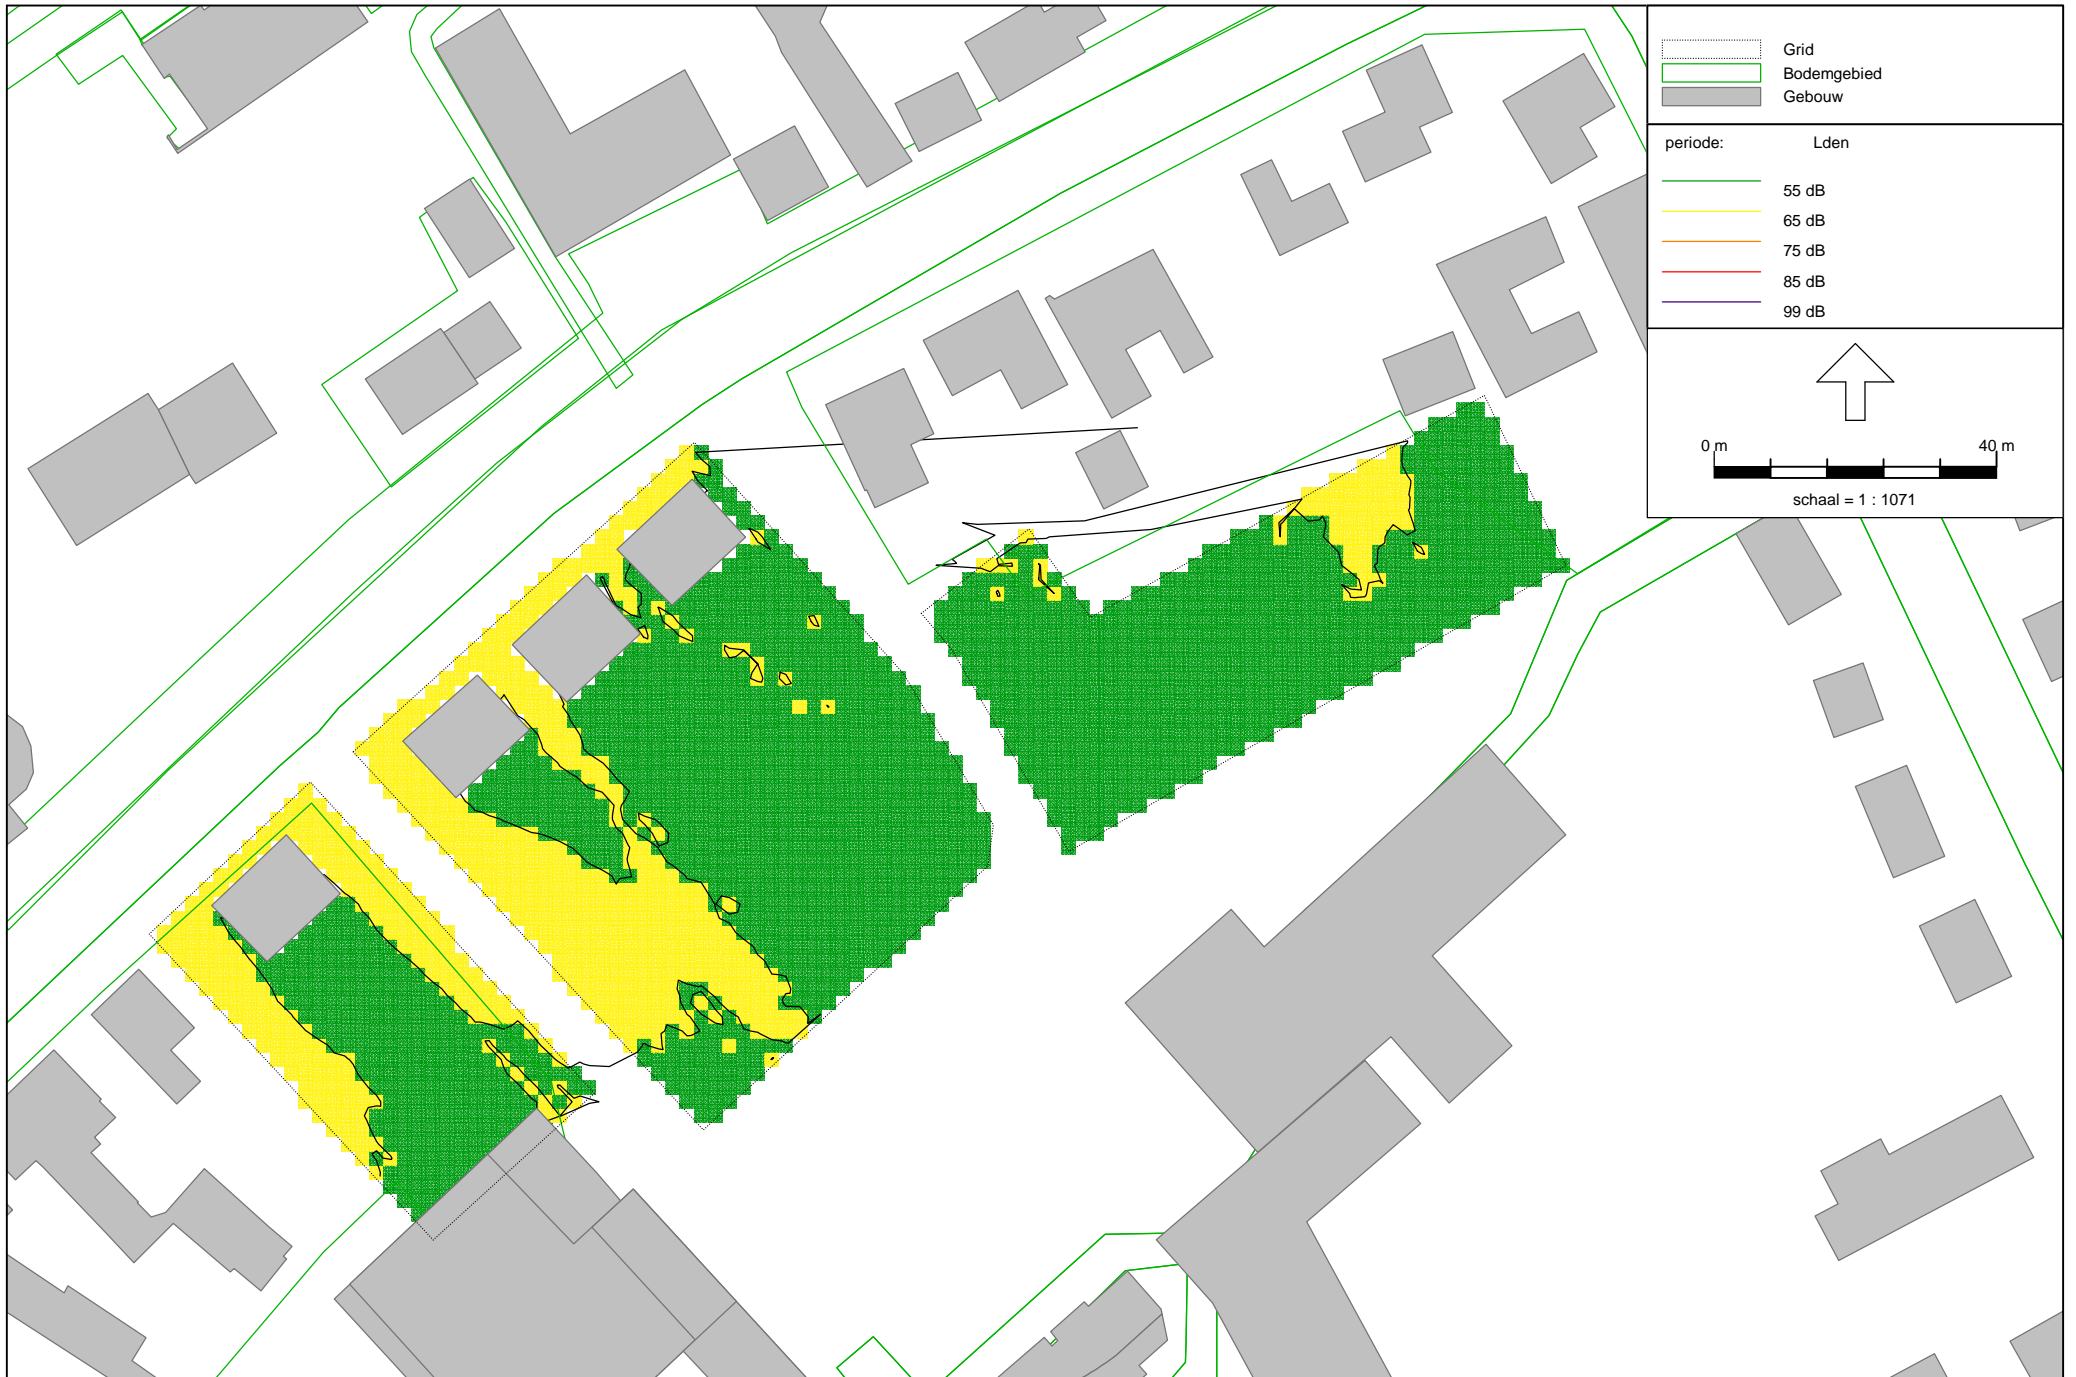 Grid
Bodemgebied
Gebouw
periode: Lden
55 dB
65 dB
75 dB
85 dB
99 dB
0 m 40 m
schaal = 1 : 1071